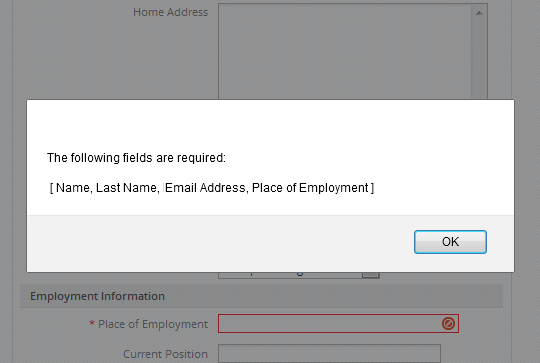 Home Address
The following fields are required:
[ Name, Last Name, Email Address, Place of Employment ]
OK
Employment Information
* Place of Employment
Current Position